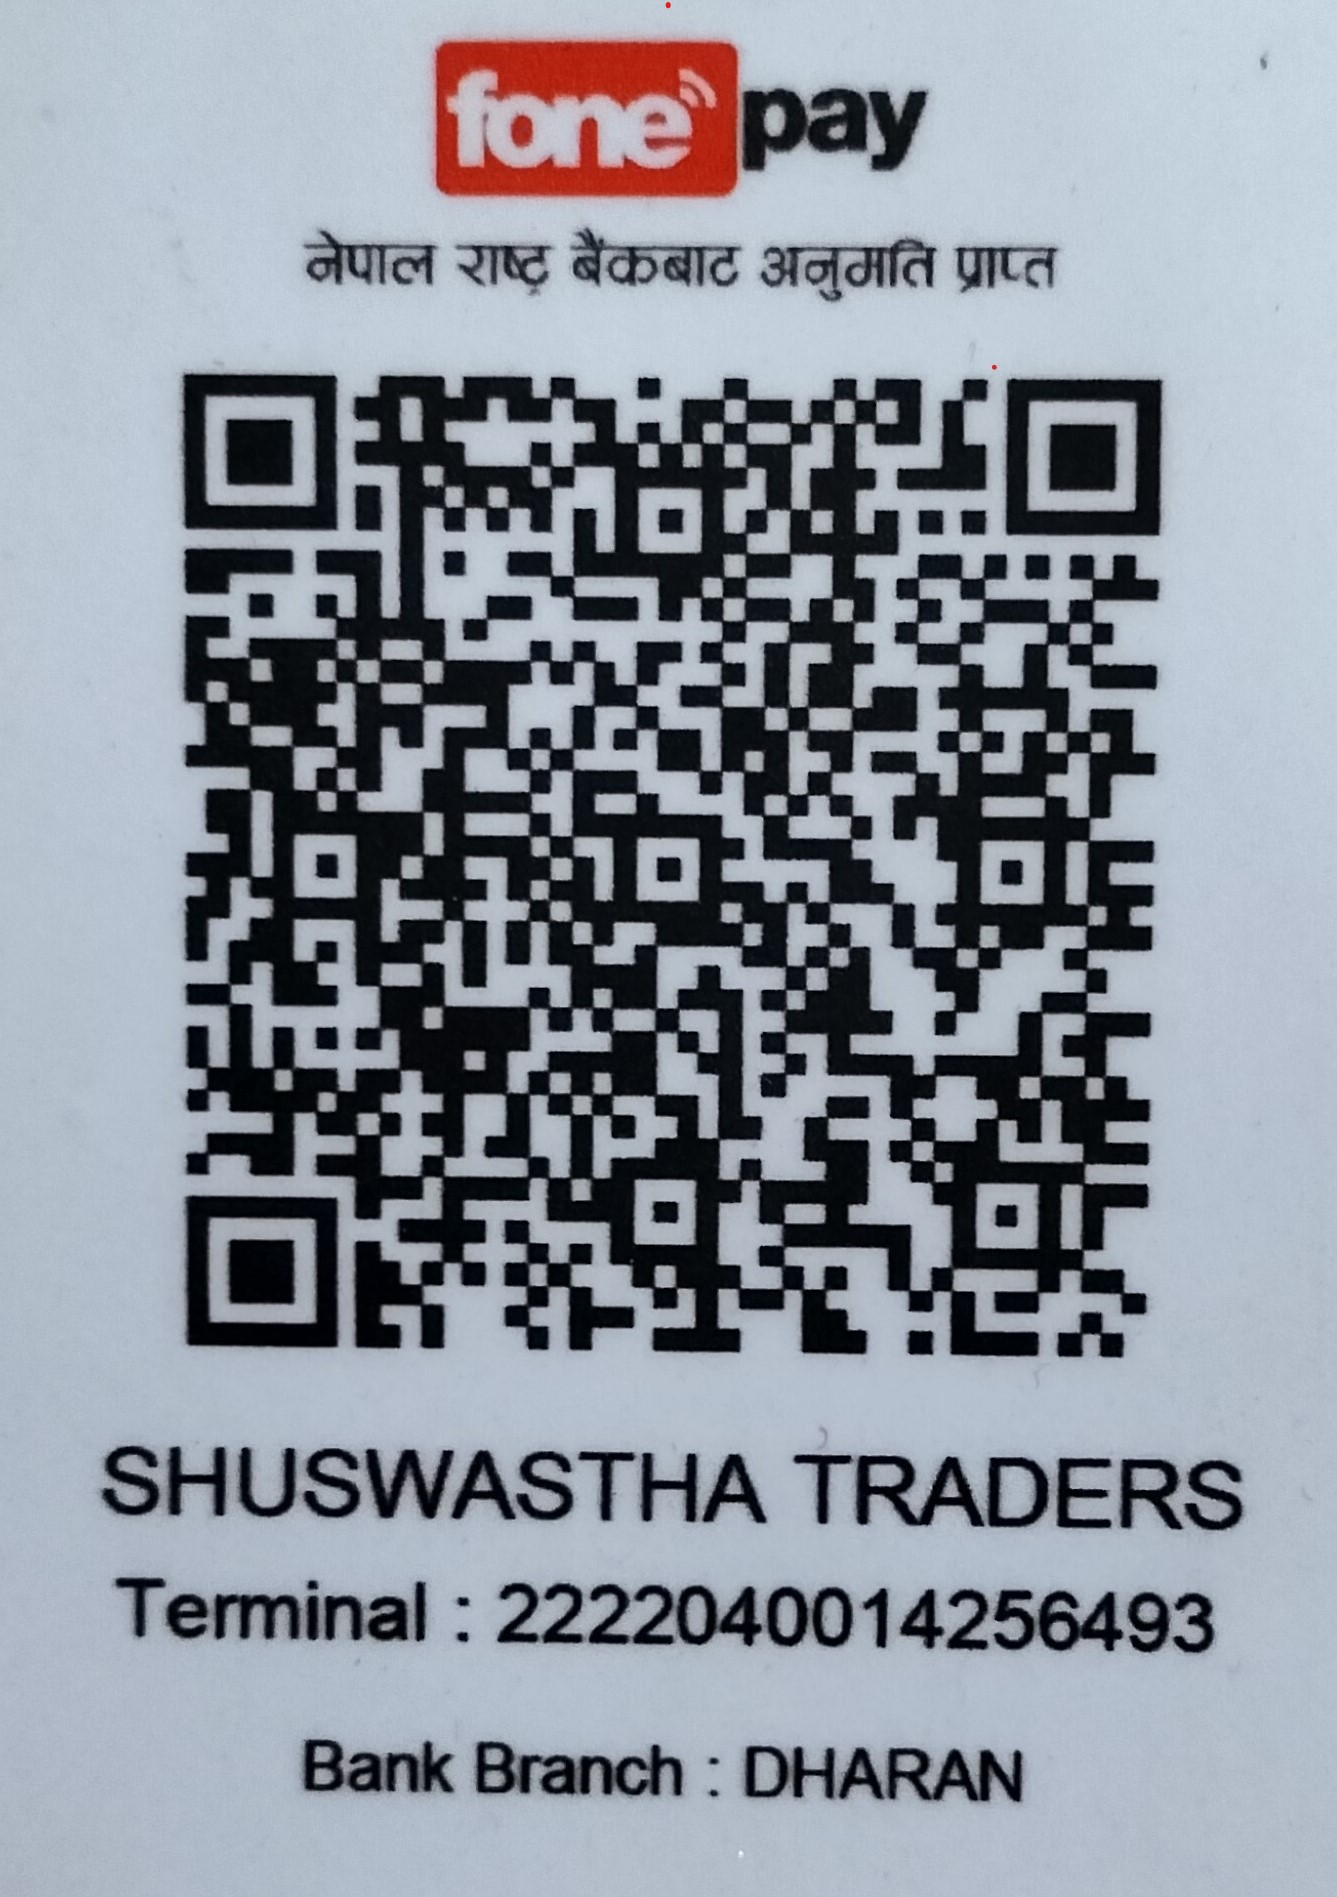 fonepay
नेपाल राष्ट्र बैंकबाट अनुमति प्राप्त
SHUSWASTHA TRADERS
Terminal : 2222040014256493
Bank Branch : DHARAN